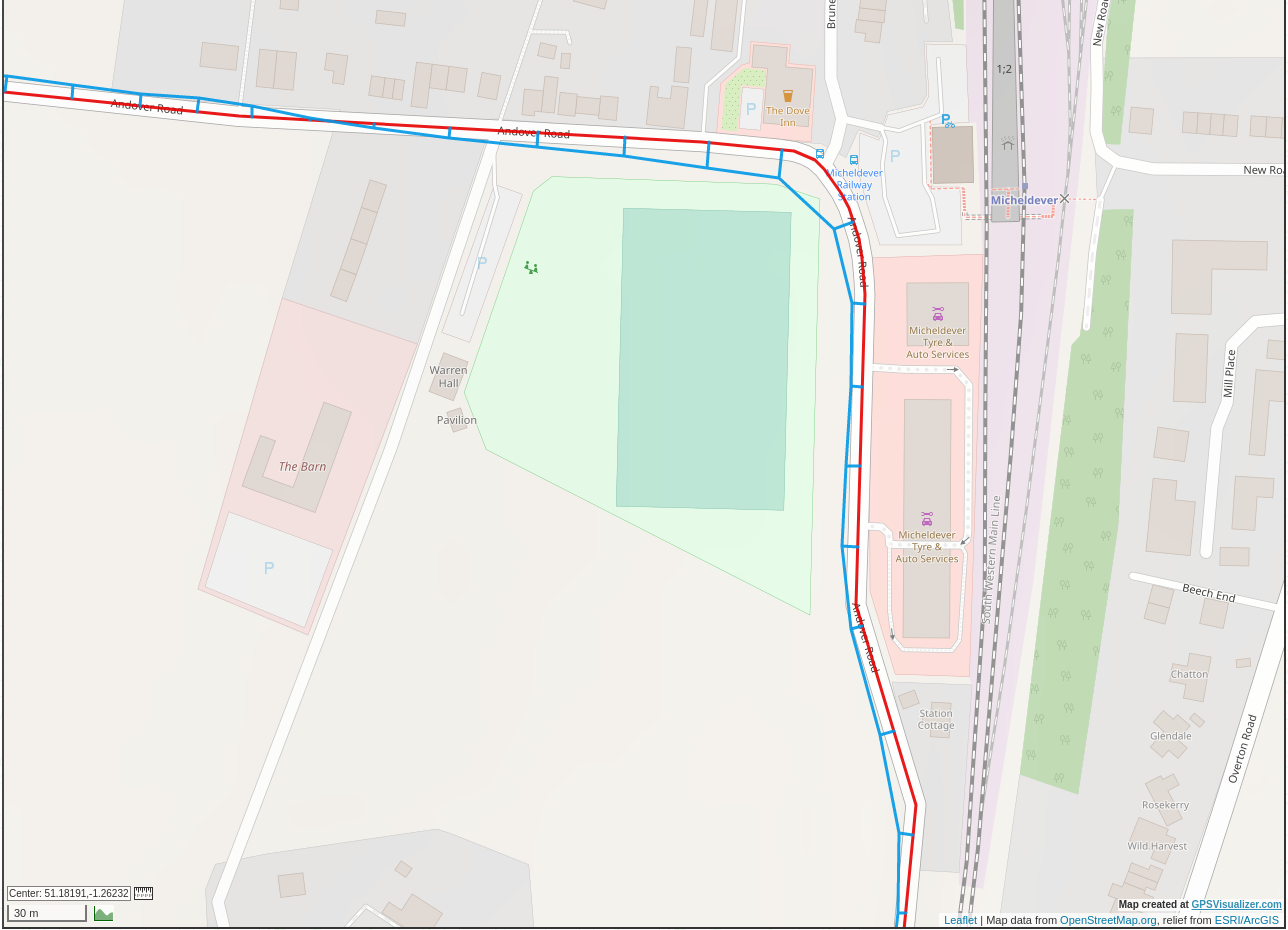 Brune
New Road
1;2
Andover Road
Andover Road
P
The Dove
Inn
P
P
Micheldever
Railway
Station
New Roa
Micheldever
P
Andover Road
Micheldever
Tyre &
Auto Services
Mill Place
Warren
Hall
Pavilion
The Barn
South Western Main Line
Micheldever
Tyre &
Auto Services
P
Beech End
Andover Road
Chatton
Station
Cottage
Glendale
Overton Road
Rosekerry
Wild Harvest
Center: 51.18191,-1.26232
30 m
Map created at GPSVisualizer.com
Leaflet | Map data from OpenStreetMap.org, relief from ESRI/ArcGIS